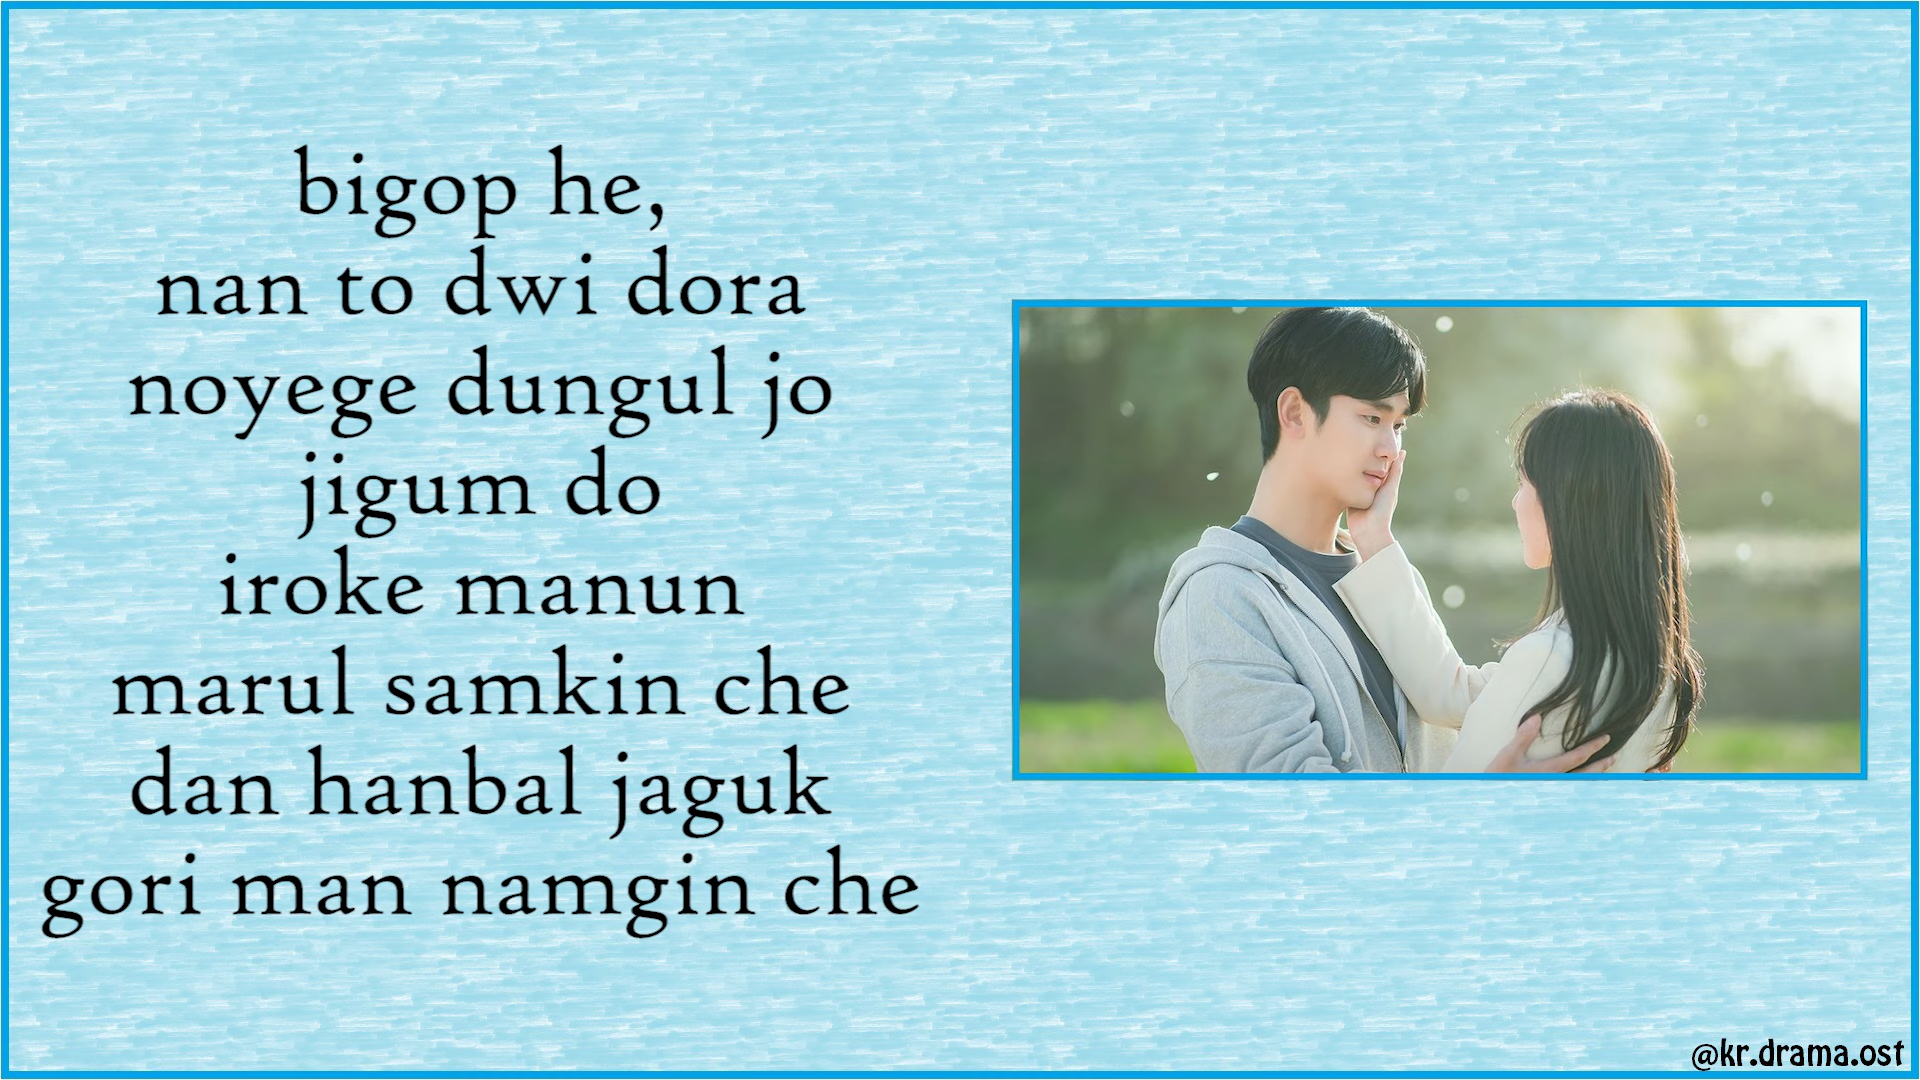 bigop he,
nan to dwi dora
noyege dungul jo
jigum do
iroke manun
marul samkin che
dan hanbal jaguk
gori man namgin che
@kr.drama.ost